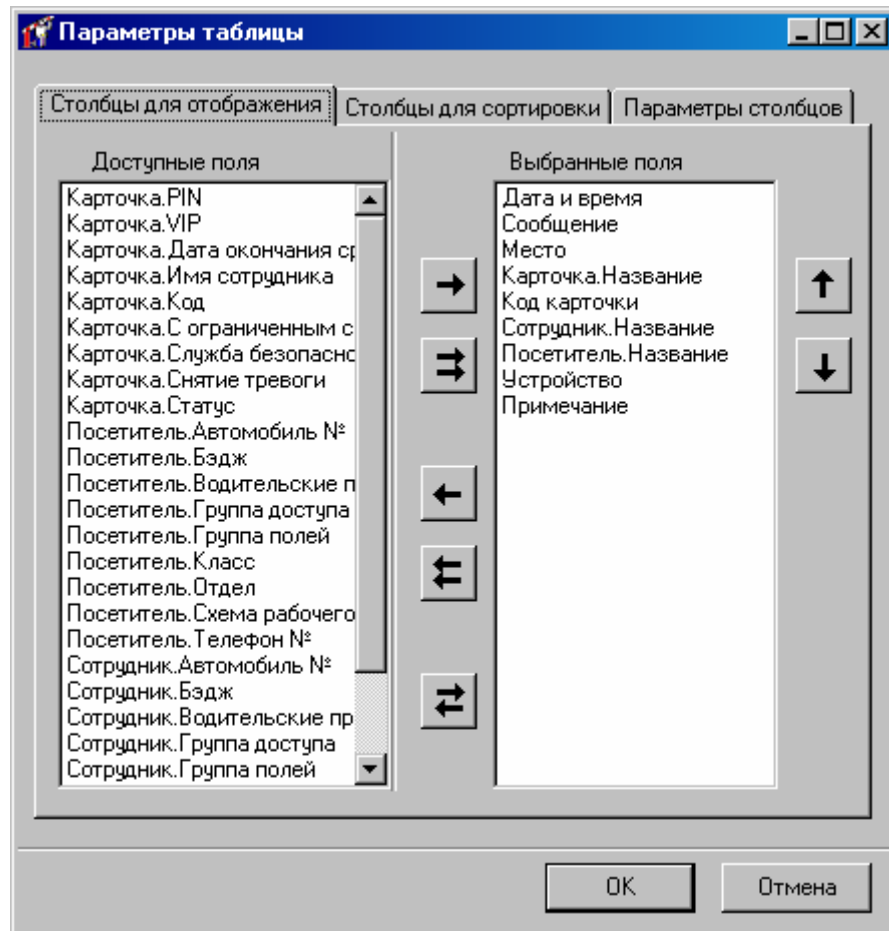 Параметры таблицы
Столбцы для отображения
Столбцы для сортировки
Параметры столбцов
Доступные поля
Карточка.PIN
Карточка.VIP
Карточка.Дата окончания ср
Карточка.Имя сотрудника
Карточка.Код
Карточка.С ограниченным с
Карточка.Служба безопасно
Карточка.Снятие тревоги
Карточка.Статус
Посетитель.Автомобиль №
Посетитель.Бэдж
Посетитель.Водительские п
Посетитель.Группа доступа
Посетитель.Группа полей
Посетитель.Класс
Посетитель.Отдел
Посетитель.Схема рабочего
Посетитель.Телефон №
Сотрудник.Автомобиль №
Сотрудник.Бэдж
Сотрудник.Водительские пр
Сотрудник.Группа доступа
Сотрудник.Группа полей
Выбранные поля
Дата и время
Сообщение
Место
Карточка.Название
Код карточки
Сотрудник.Название
Посетитель.Название
Устройство
Примечание
OK
Отмена